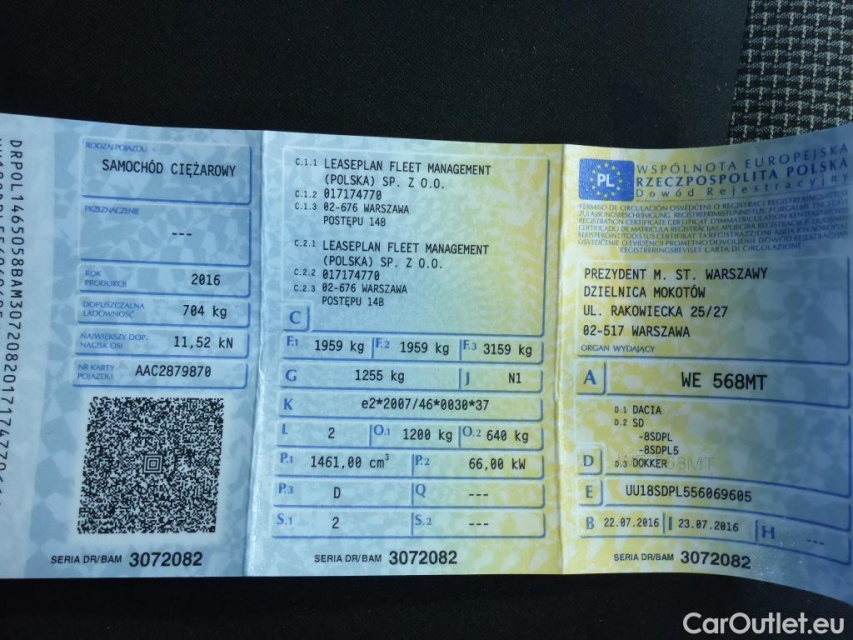 RODZAJ POJAZDU
SAMOCHÓD CIĘŻAROWY
PRZEZNACZENIE
---
ROK PRODUKCJI 2016
DOPUSZCZALNA ŁADOWNOŚĆ 704 kg
NAJWIĘKSZY DOP. NACISK OSI 11,52 kN
NR KARTY POJAZDU AAC2879870
SERIA DR/BAM 3072082
C.1.1 LEASEPLAN FLEET MANAGEMENT
(POLSKA) SP. Z O.O.
C.1.2 017174770
C.1.3 02-676 WARSZAWA
POSTĘPU 14B
C.2.1 LEASEPLAN FLEET MANAGEMENT
(POLSKA) SP. Z O.O.
C.2.2 017174770
C.2.3 02-676 WARSZAWA
POSTĘPU 14B
C
F.1 1959 kg F.2 1959 kg F.3 3159 kg
G 1255 kg J N1
K e2*2007/46*0030*37
L 2 O.1 1200 kg O.2 640 kg
P.1 1461,00 cm³ P.2 66,00 kW
P.3 D Q ---
S.1 2 S.2 ---
SERIA DR/BAM 3072082
PL
WSPÓLNOTA EUROPEJSKA
RZECZPOSPOLITA POLSKA
Dowód Rejestracyjny
PREZYDENT M. ST. WARSZAWY
DZIELNICA MOKOTÓW
UL. RAKOWIECKA 25/27
02-517 WARSZAWA
ORGAN WYDAJĄCY
A WE 568MT
D.1 DACIA
D.2 SD
-8SDPL
-8SDPL5
D D.3 DOKKER
E UU18SDPL556069605
B 22.07.2016 I 23.07.2016 H ---
SERIA DR/BAM 3072082
CarOutlet.eu